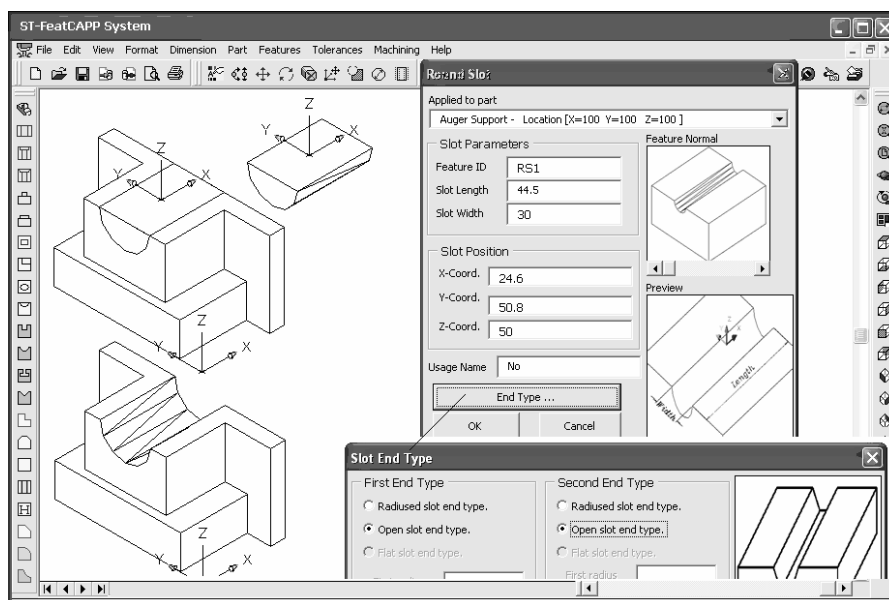 ST-FeatCAPP System
File Edit View Format Dimension Part Features Tolerances Machining Help
Round Slot
Applied to part
Auger Support - Location [X=100 Y=100 Z=100 ]
Slot Parameters
Feature ID RS1
Slot Length 44.5
Slot Width 30
Feature Normal
Slot Position
X-Coord. 24.6
Y-Coord. 50.8
Z-Coord. 50
Preview
Z
X
Length
Width
Usage Name No
End Type ...
OK Cancel
Slot End Type
First End Type
Radiused slot end type.
Open slot end type.
Flat slot end type.
Second End Type
Radiused slot end type.
Open slot end type.
Flat slot end type.
First radius
Z
Y X
Z
Y X
Z
Y X
Z
Y X